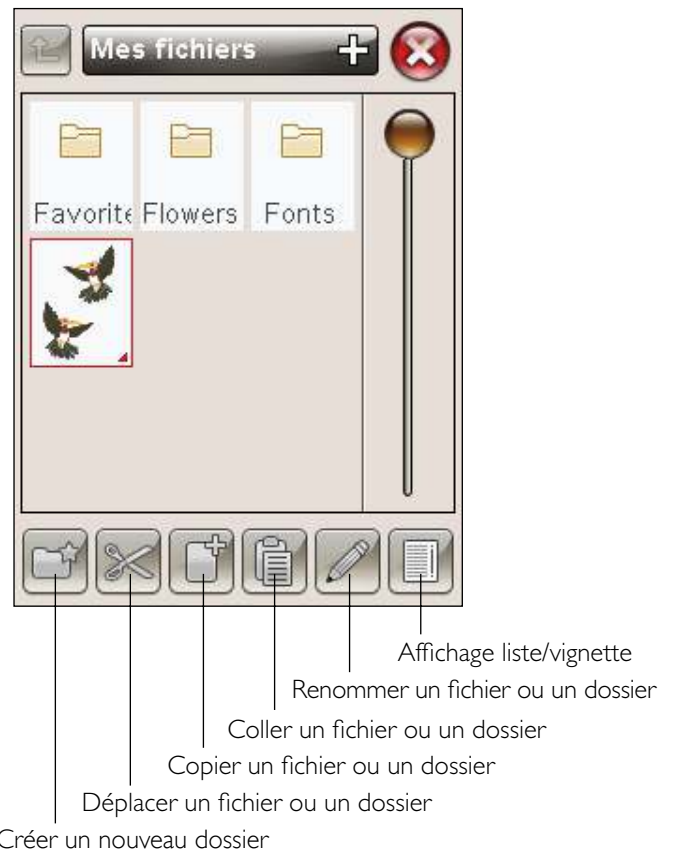 Mes fichiers
Favorite Flowers Fonts
Affichage liste/vignette
Renommer un fichier ou un dossier
Coller un fichier ou un dossier
Copier un fichier ou un dossier
Déplacer un fichier ou un dossier
Créer un nouveau dossier